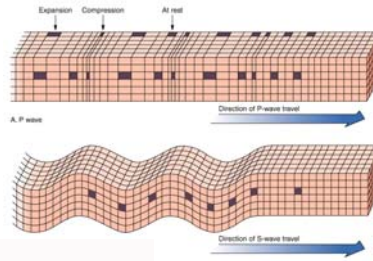 Expansion Compression At rest
Direction of P-wave travel
A. P wave
Direction of S-wave travel